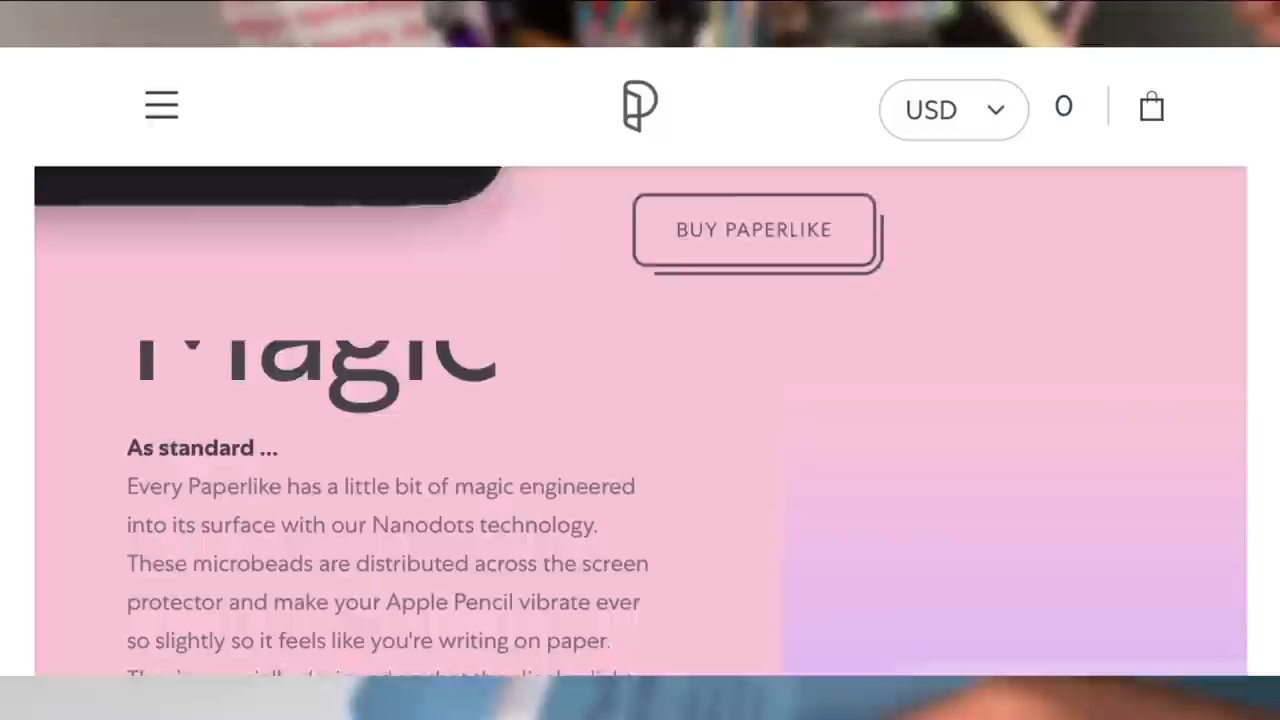 USD
0
BUY PAPERLIKE
Magic
As standard ...
Every Paperlike has a little bit of magic engineered
into its surface with our Nanodots technology.
These microbeads are distributed across the screen
protector and make your Apple Pencil vibrate ever
so slightly so it feels like you're writing on paper.